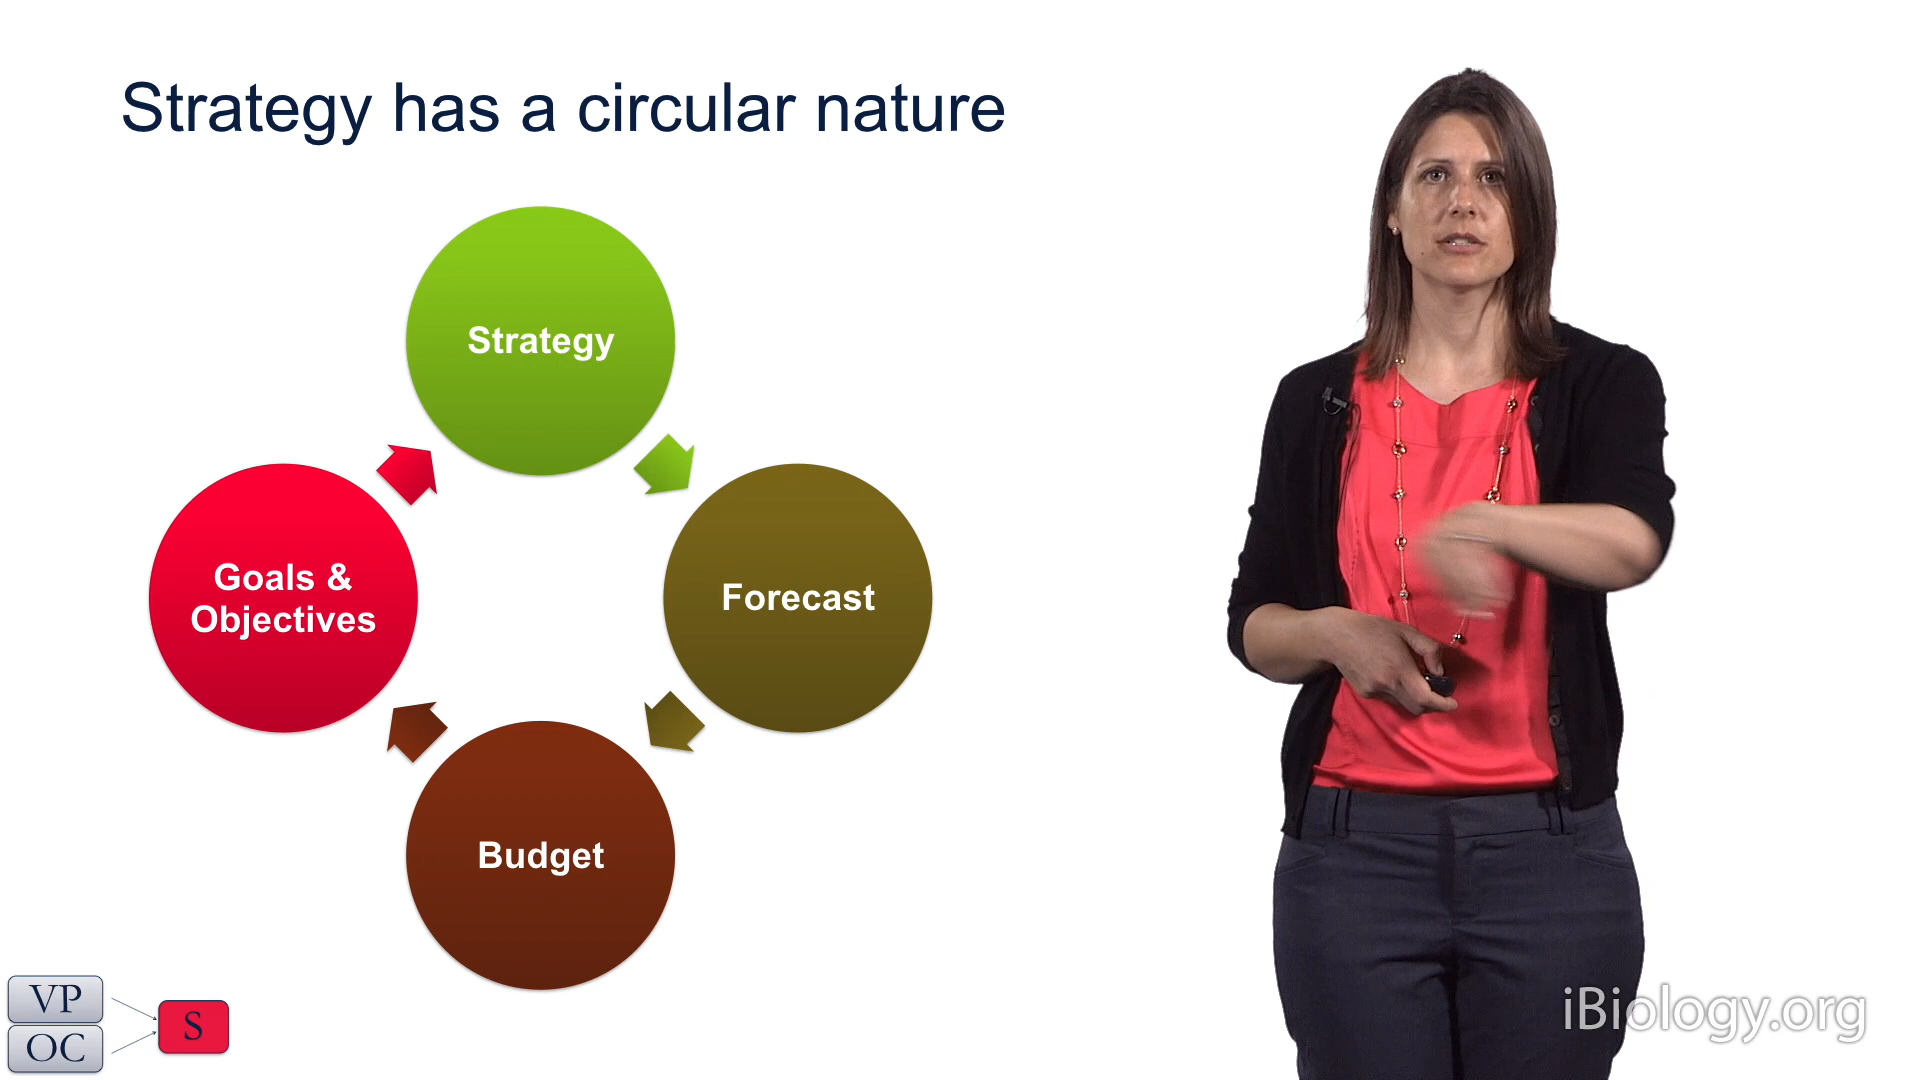 Strategy has a circular nature
Strategy
Goals &
Objectives
Forecast
Budget
VP
OC
S
iBiology.org